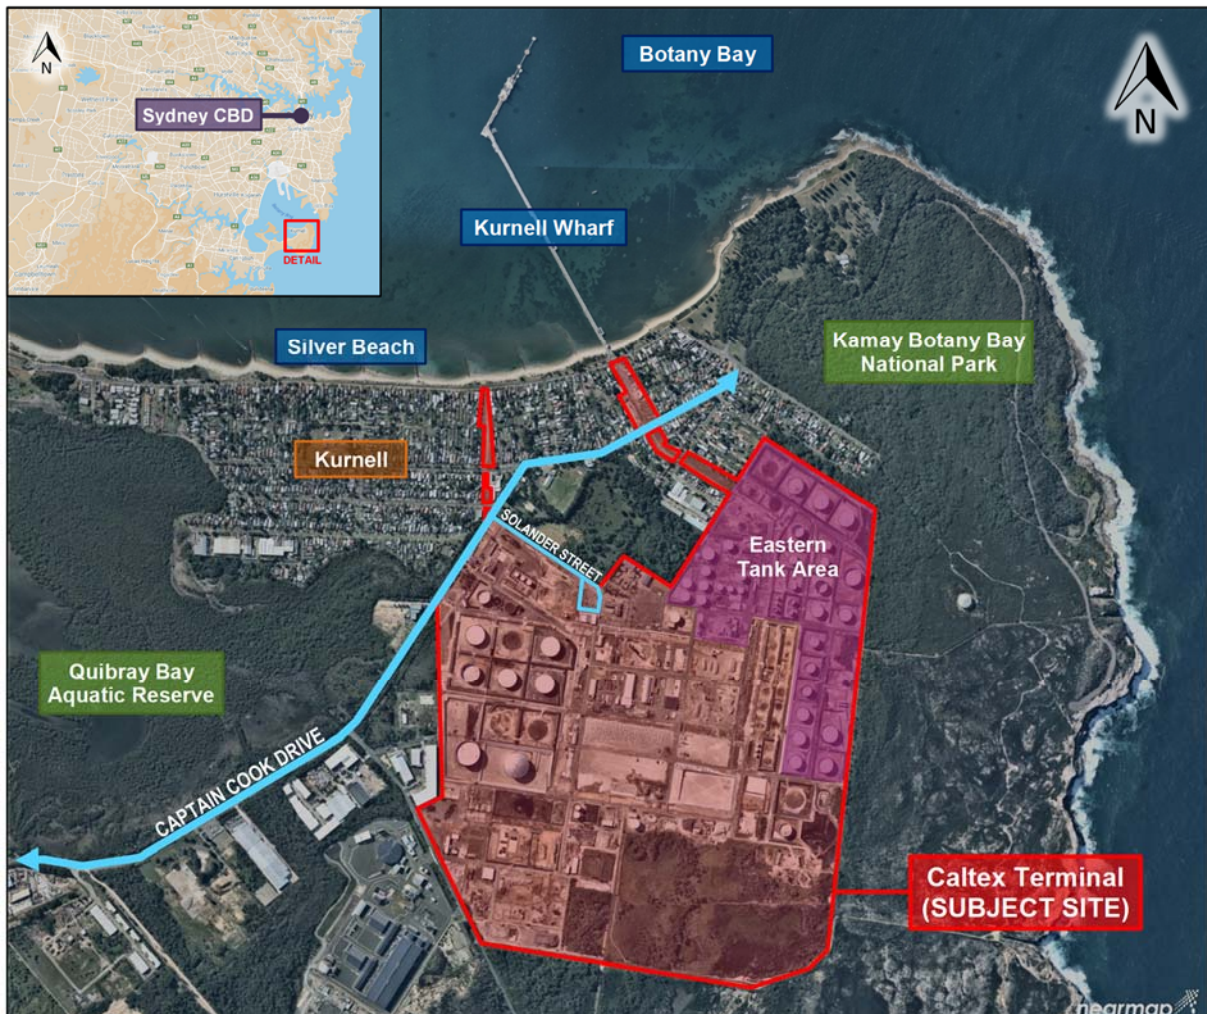 N
Sydney CBD
DETAIL
Botany Bay
N
Kurnell Wharf
Silver Beach
Kamay Botany Bay
National Park
Kurnell
SOLANDER STREET
Eastern
Tank Area
Quibray Bay
Aquatic Reserve
CAPTAIN COOK DRIVE
Caltex Terminal
(SUBJECT SITE)
nearmap